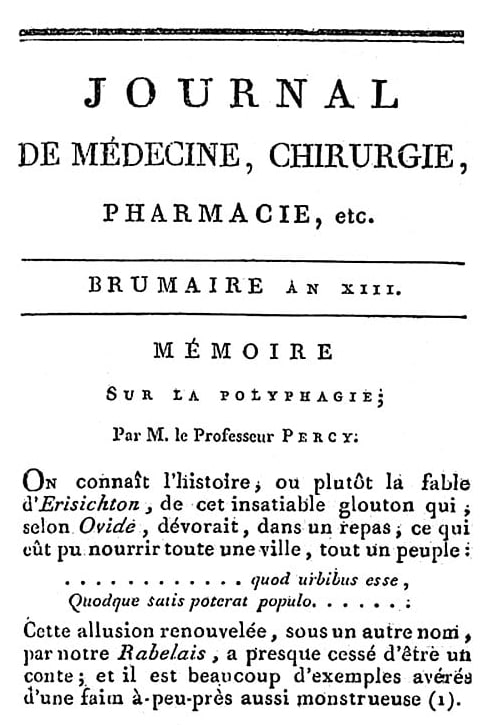 JOURNAL
DE MÉDECINE, CHIRURGIE,
PHARMACIE, etc.
BRUMAIRE AN XIII.
MÉMOIRE
SUR LA POLYPHAGIE;
Par M. le Professeur PERCY.
ON connaît l'histoire, ou plutôt la fable
d'Erisichton, de cet insatiable glouton qui,
selon Ovide, dévorait, dans un repas, ce qui
eût pu nourrir toute une ville, tout un peuple:
. . . . . . . . . . . . quod urbibus esse,
Quodque satis poterat populo. . . . . . :
Cette allusion renouvelée, sous un autre nom,
par notre Rabelais, a presque cessé d'être un
conte; et il est beaucoup d'exemples avérés
d'une faim à-peu-près aussi monstrueuse (1).